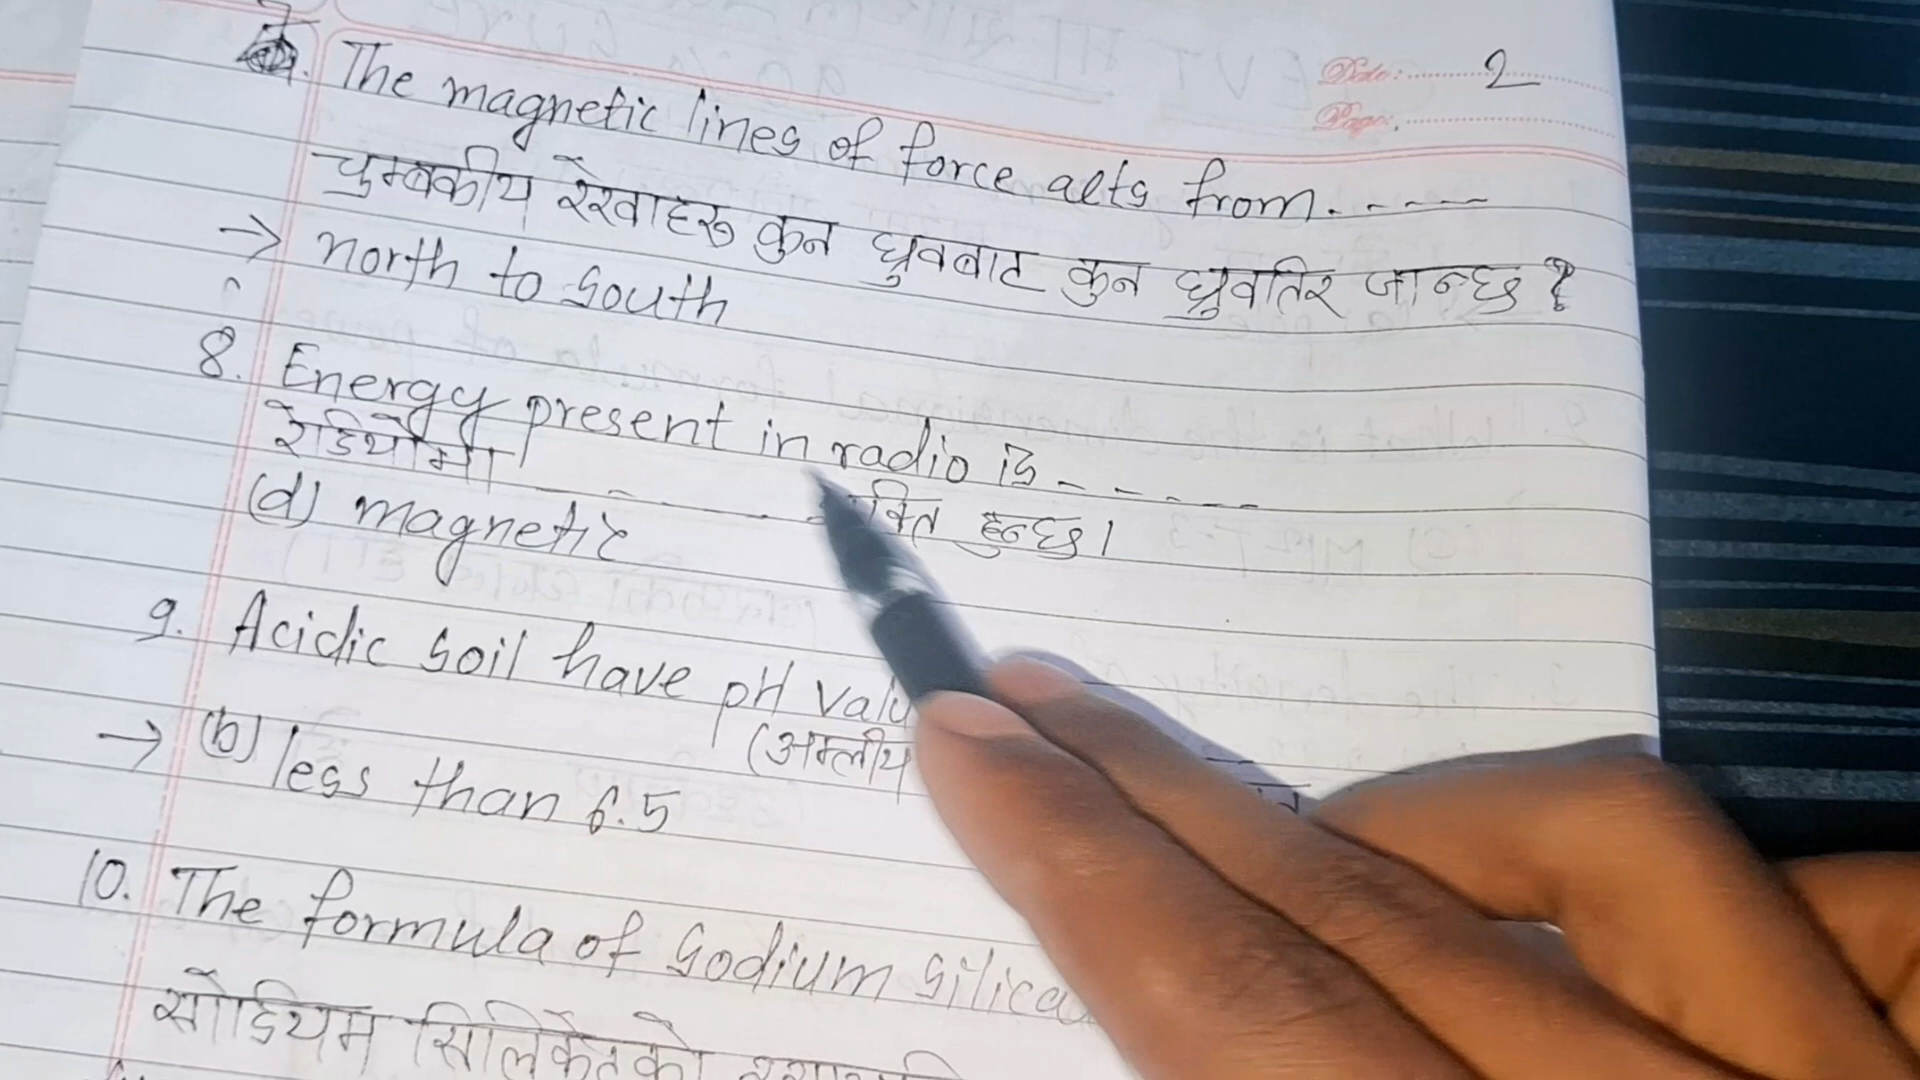 Date: 2
Page:
7. The magnetic lines of force alts from.-----
चुम्बकीय रेखाहरु कुन ध्रुवबाट कुन ध्रुवतिर जान्छ?
→ north to south
8. Energy present in radio is -----
रेडियोमा ----- क्ति हुन्छ।
(d) magnetic
9. Acidic soil have pH valu
(अम्लीय
→ (b) less than 6.5
10. The formula of sodium silica
सोडियम सिलिकेटको